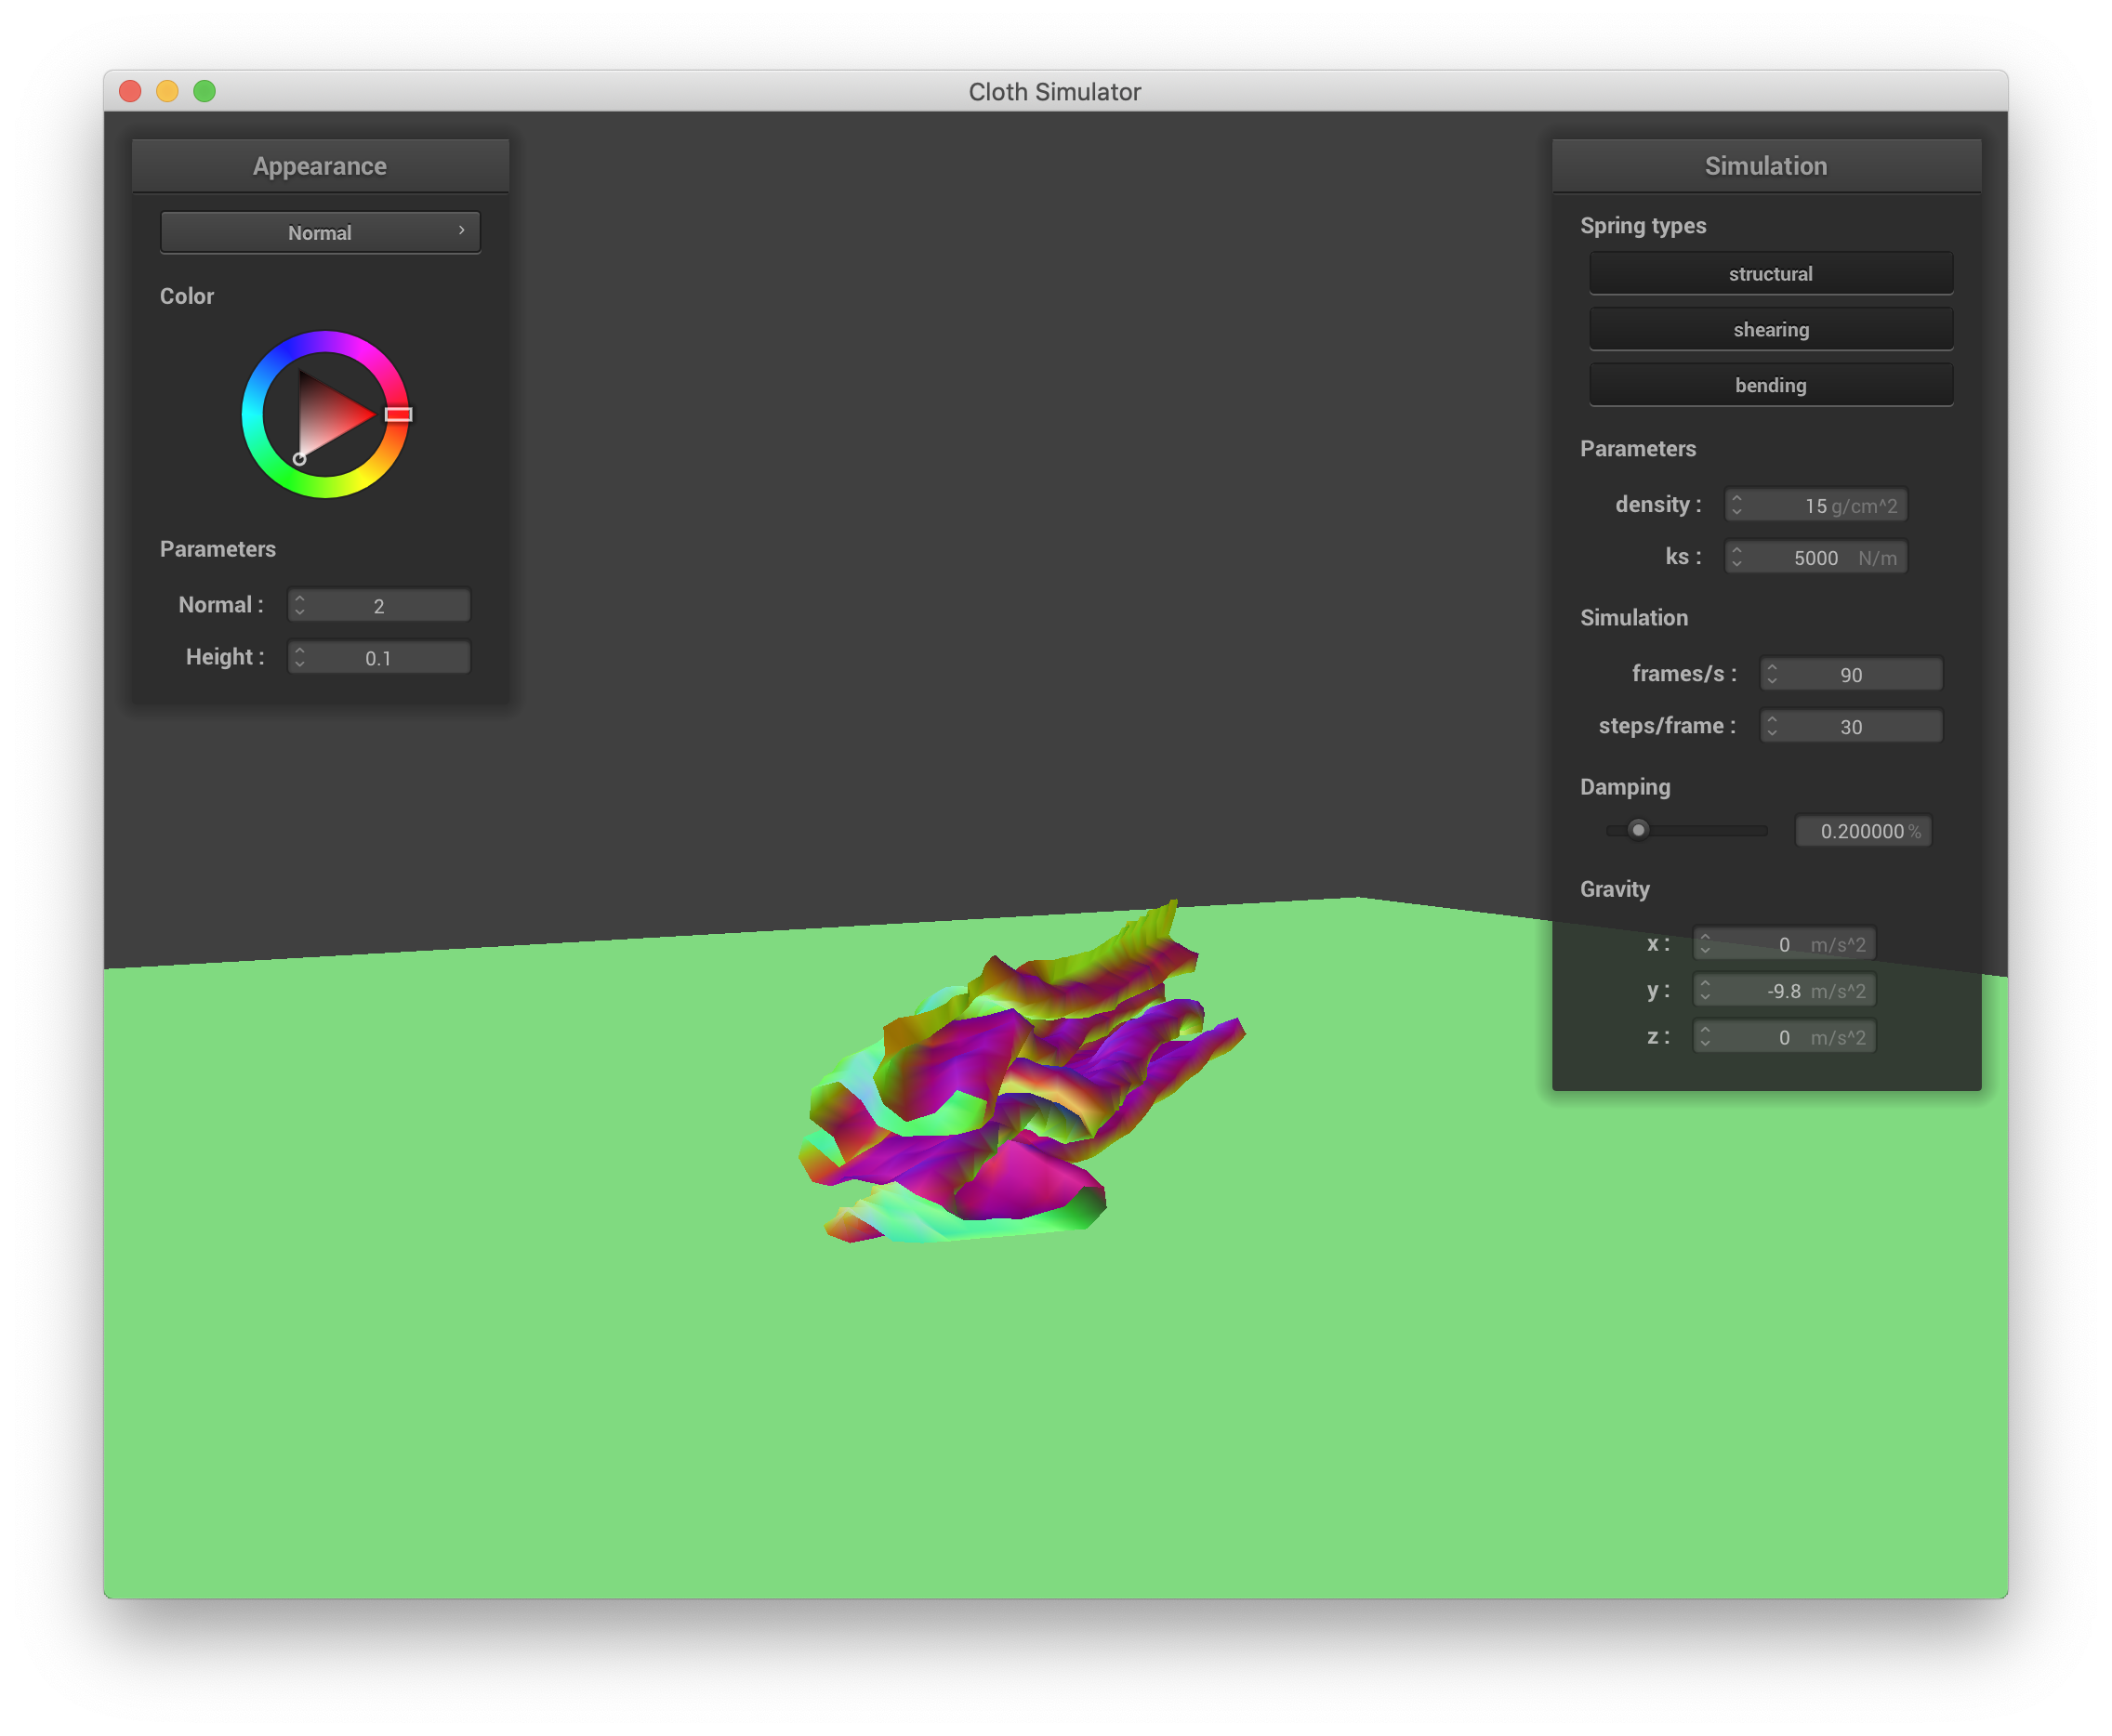 Cloth Simulator
Appearance
Normal
Color
Parameters
Normal : 2
Height : 0.1
Simulation
Spring types
structural
shearing
bending
Parameters
density : 15 g/cm^2
ks : 5000 N/m
Simulation
frames/s : 90
steps/frame : 30
Damping
0.200000 %
Gravity
x : 0 m/s^2
y : -9.8 m/s^2
z : 0 m/s^2